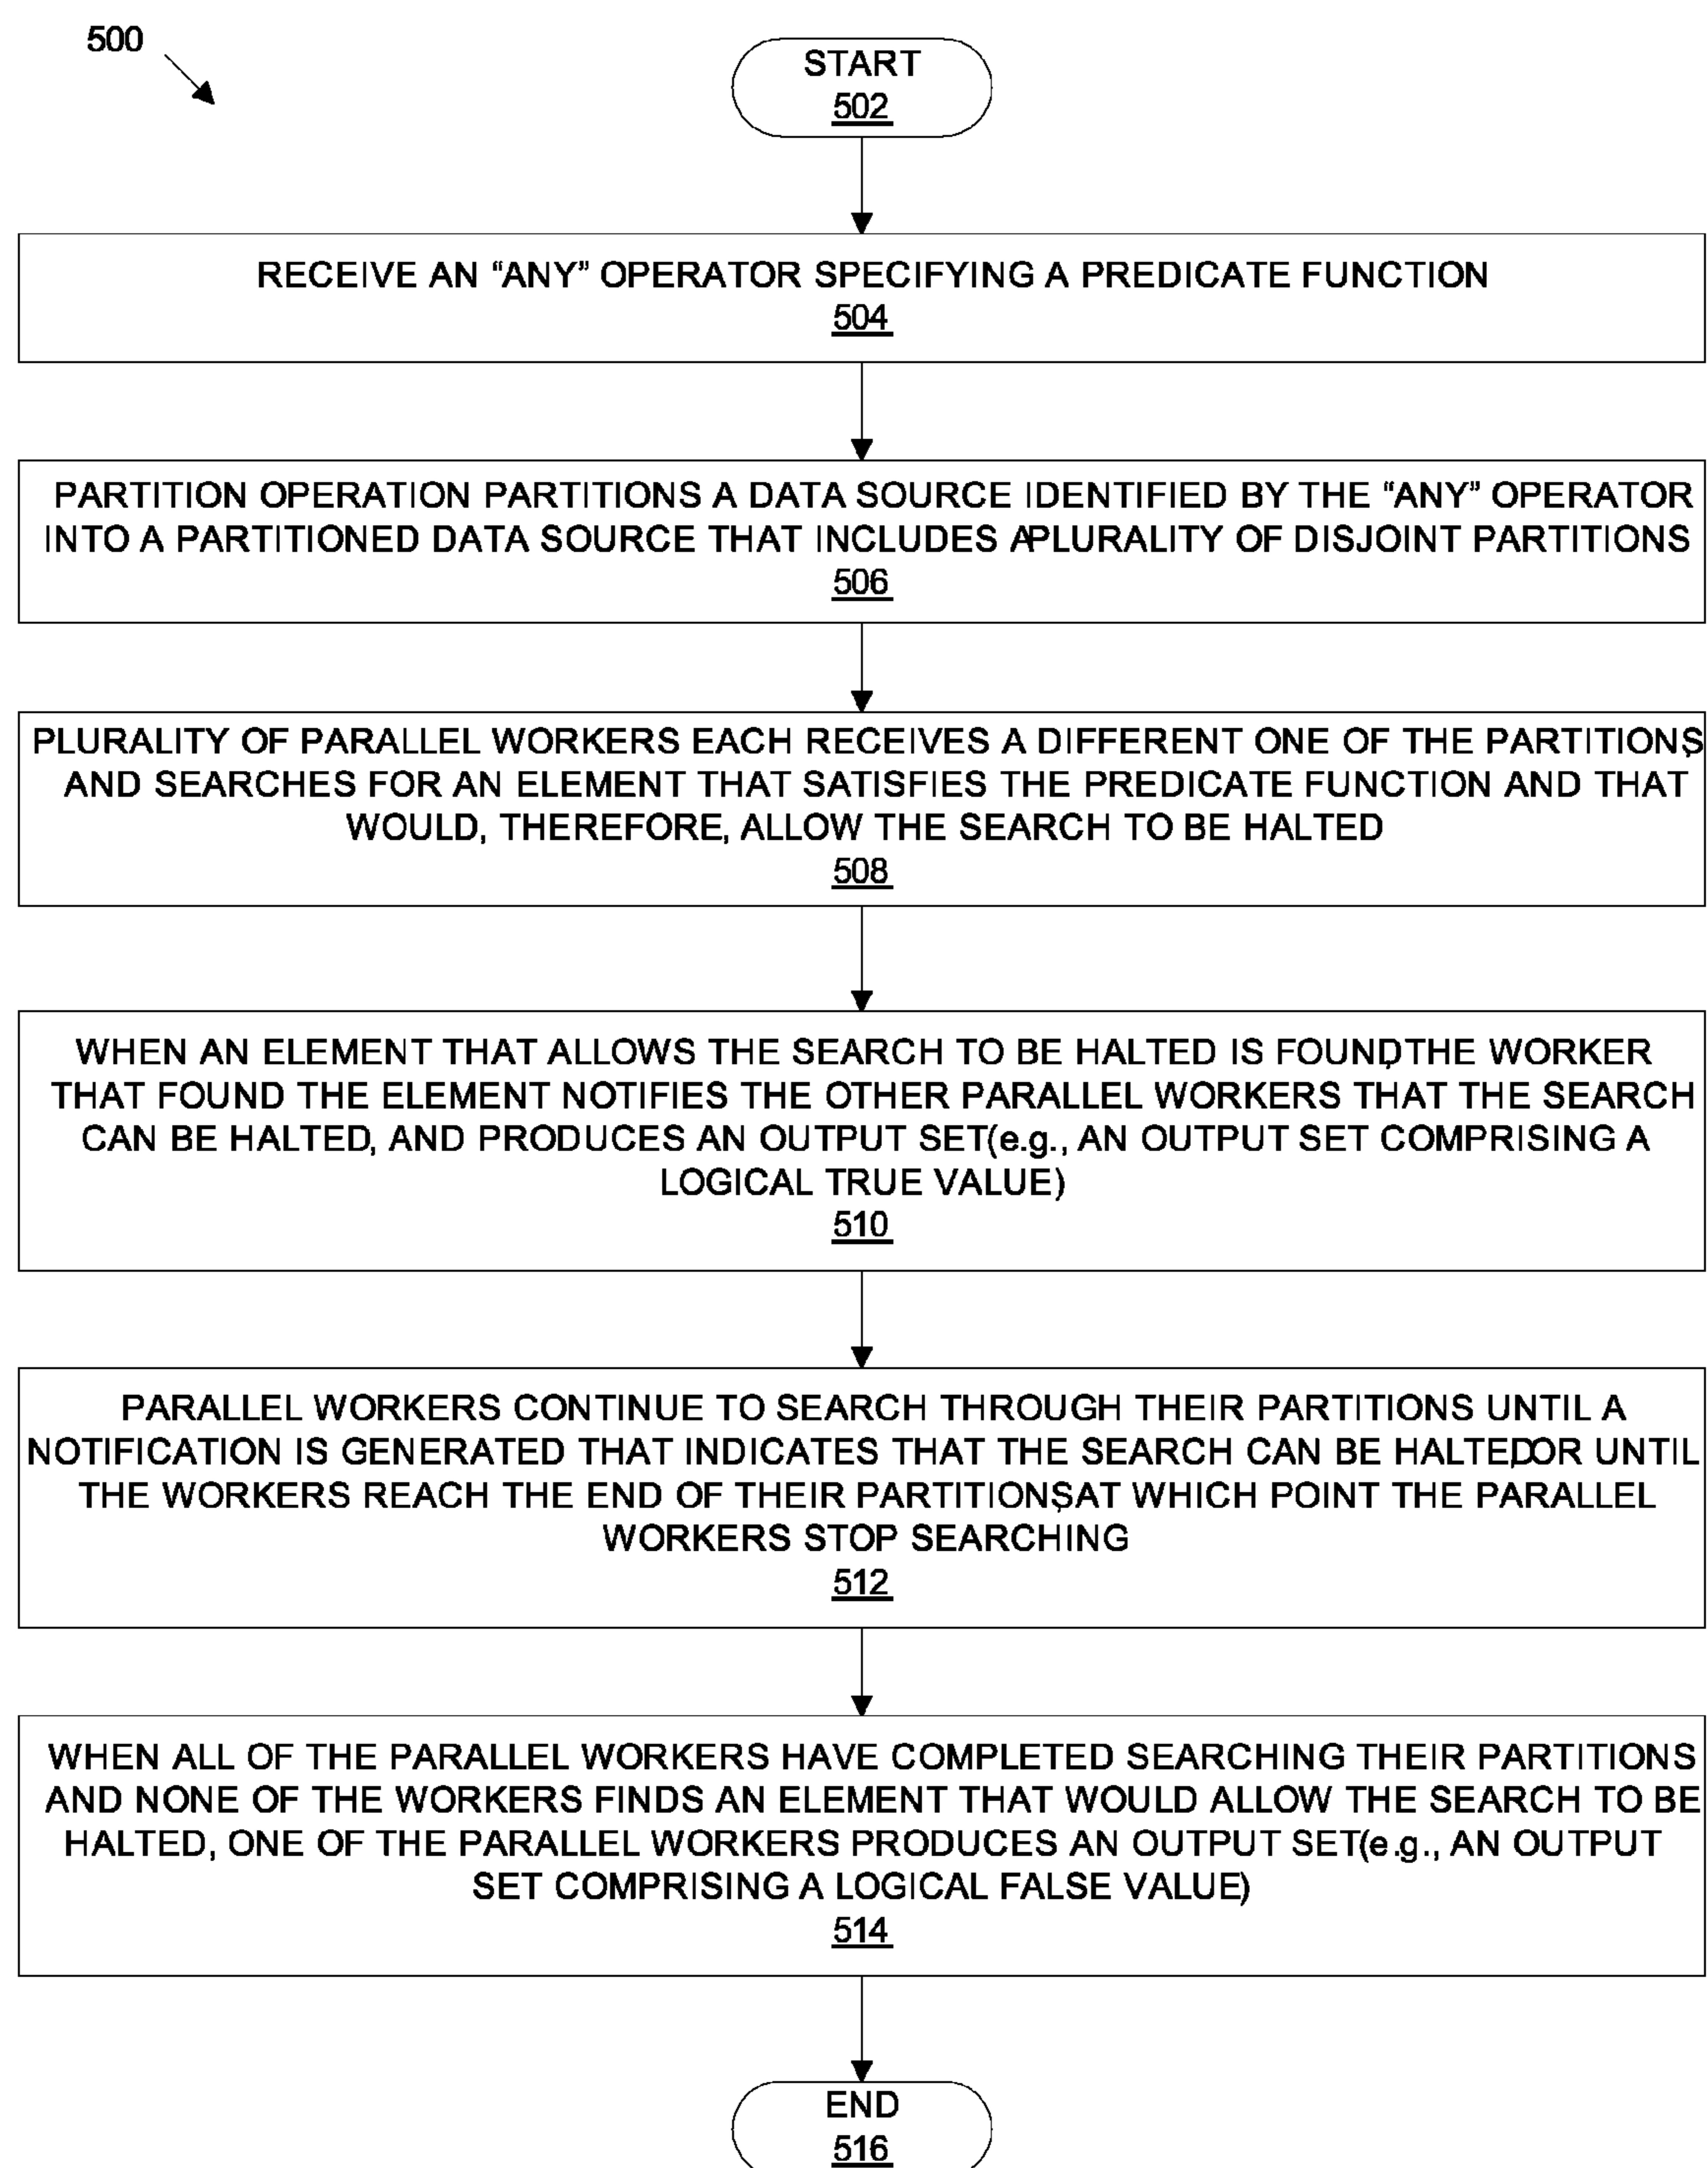 500
START
502
RECEIVE AN “ANY” OPERATOR SPECIFYING A PREDICATE FUNCTION
504
PARTITION OPERATION PARTITIONS A DATA SOURCE IDENTIFIED BY THE “ANY” OPERATOR
INTO A PARTITIONED DATA SOURCE THAT INCLUDES A PLURALITY OF DISJOINT PARTITIONS
506
PLURALITY OF PARALLEL WORKERS EACH RECEIVES A DIFFERENT ONE OF THE PARTITIONS,
AND SEARCHES FOR AN ELEMENT THAT SATISFIES THE PREDICATE FUNCTION AND THAT
WOULD, THEREFORE, ALLOW THE SEARCH TO BE HALTED
508
WHEN AN ELEMENT THAT ALLOWS THE SEARCH TO BE HALTED IS FOUND, THE WORKER
THAT FOUND THE ELEMENT NOTIFIES THE OTHER PARALLEL WORKERS THAT THE SEARCH
CAN BE HALTED, AND PRODUCES AN OUTPUT SET (e.g., AN OUTPUT SET COMPRISING A
LOGICAL TRUE VALUE)
510
PARALLEL WORKERS CONTINUE TO SEARCH THROUGH THEIR PARTITIONS UNTIL A
NOTIFICATION IS GENERATED THAT INDICATES THAT THE SEARCH CAN BE HALTED, OR UNTIL
THE WORKERS REACH THE END OF THEIR PARTITIONS, AT WHICH POINT THE PARALLEL
WORKERS STOP SEARCHING
512
WHEN ALL OF THE PARALLEL WORKERS HAVE COMPLETED SEARCHING THEIR PARTITIONS
AND NONE OF THE WORKERS FINDS AN ELEMENT THAT WOULD ALLOW THE SEARCH TO BE
HALTED, ONE OF THE PARALLEL WORKERS PRODUCES AN OUTPUT SET (e.g., AN OUTPUT
SET COMPRISING A LOGICAL FALSE VALUE)
514
END
516